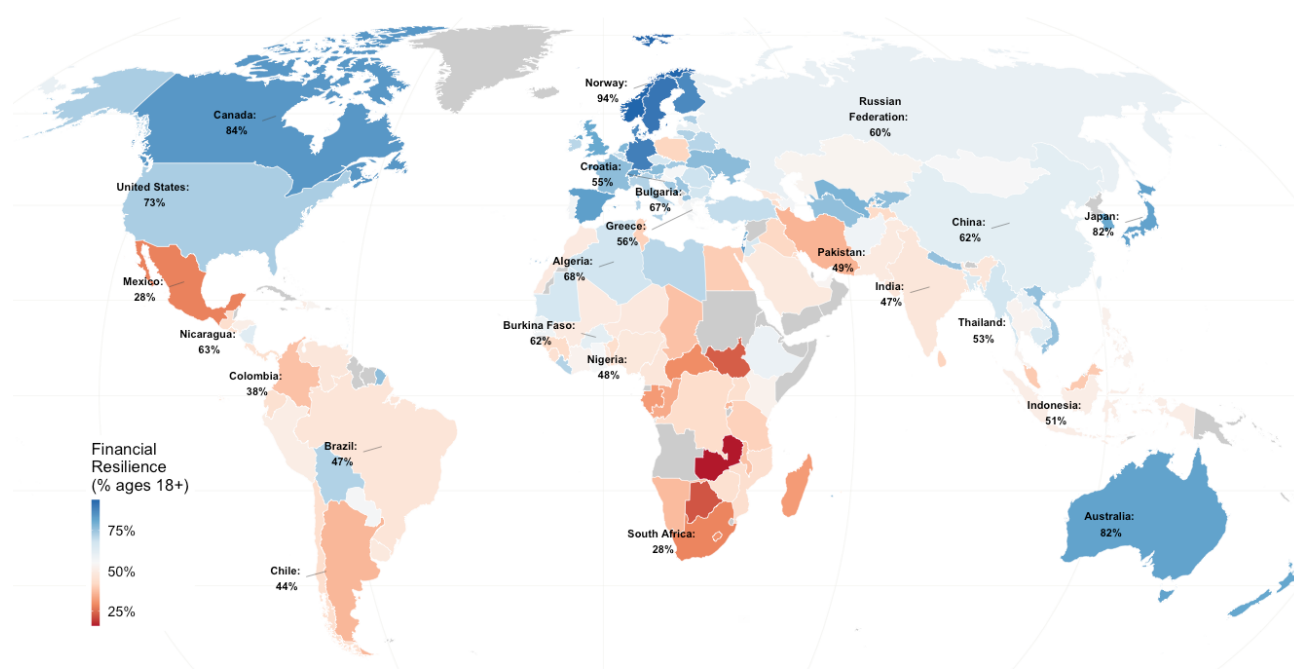 Norway:
94%
Canada:
84%
Russian
Federation:
60%
Croatia:
55%
United States:
73%
Bulgaria:
67%
Greece:
56%
China:
62%
Japan:
82%
Algeria:
68%
Pakistan:
49%
Mexico:
28%
India:
47%
Nicaragua:
63%
Burkina Faso:
62%
Thailand:
53%
Nigeria:
48%
Colombia:
38%
Indonesia:
51%
Brazil:
47%
Financial
Resilience
(% ages 18+)
75%
50%
25%
Australia:
82%
South Africa:
28%
Chile:
44%